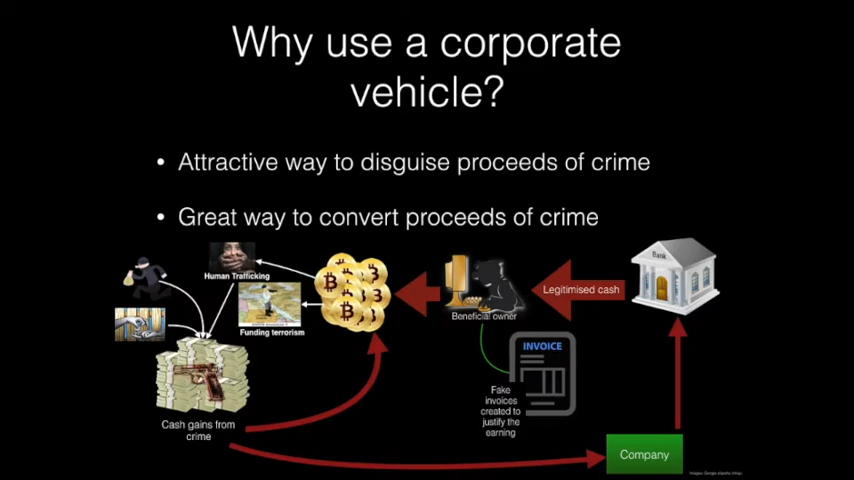 Why use a corporate
vehicle?
• Attractive way to disguise proceeds of crime
• Great way to convert proceeds of crime
Human Trafficking
Funding terrorism
Bank
Legitimised cash
Beneficial owner
INVOICE
Fake
invoices
created to
justify the
earning
Cash gains from
crime
Company